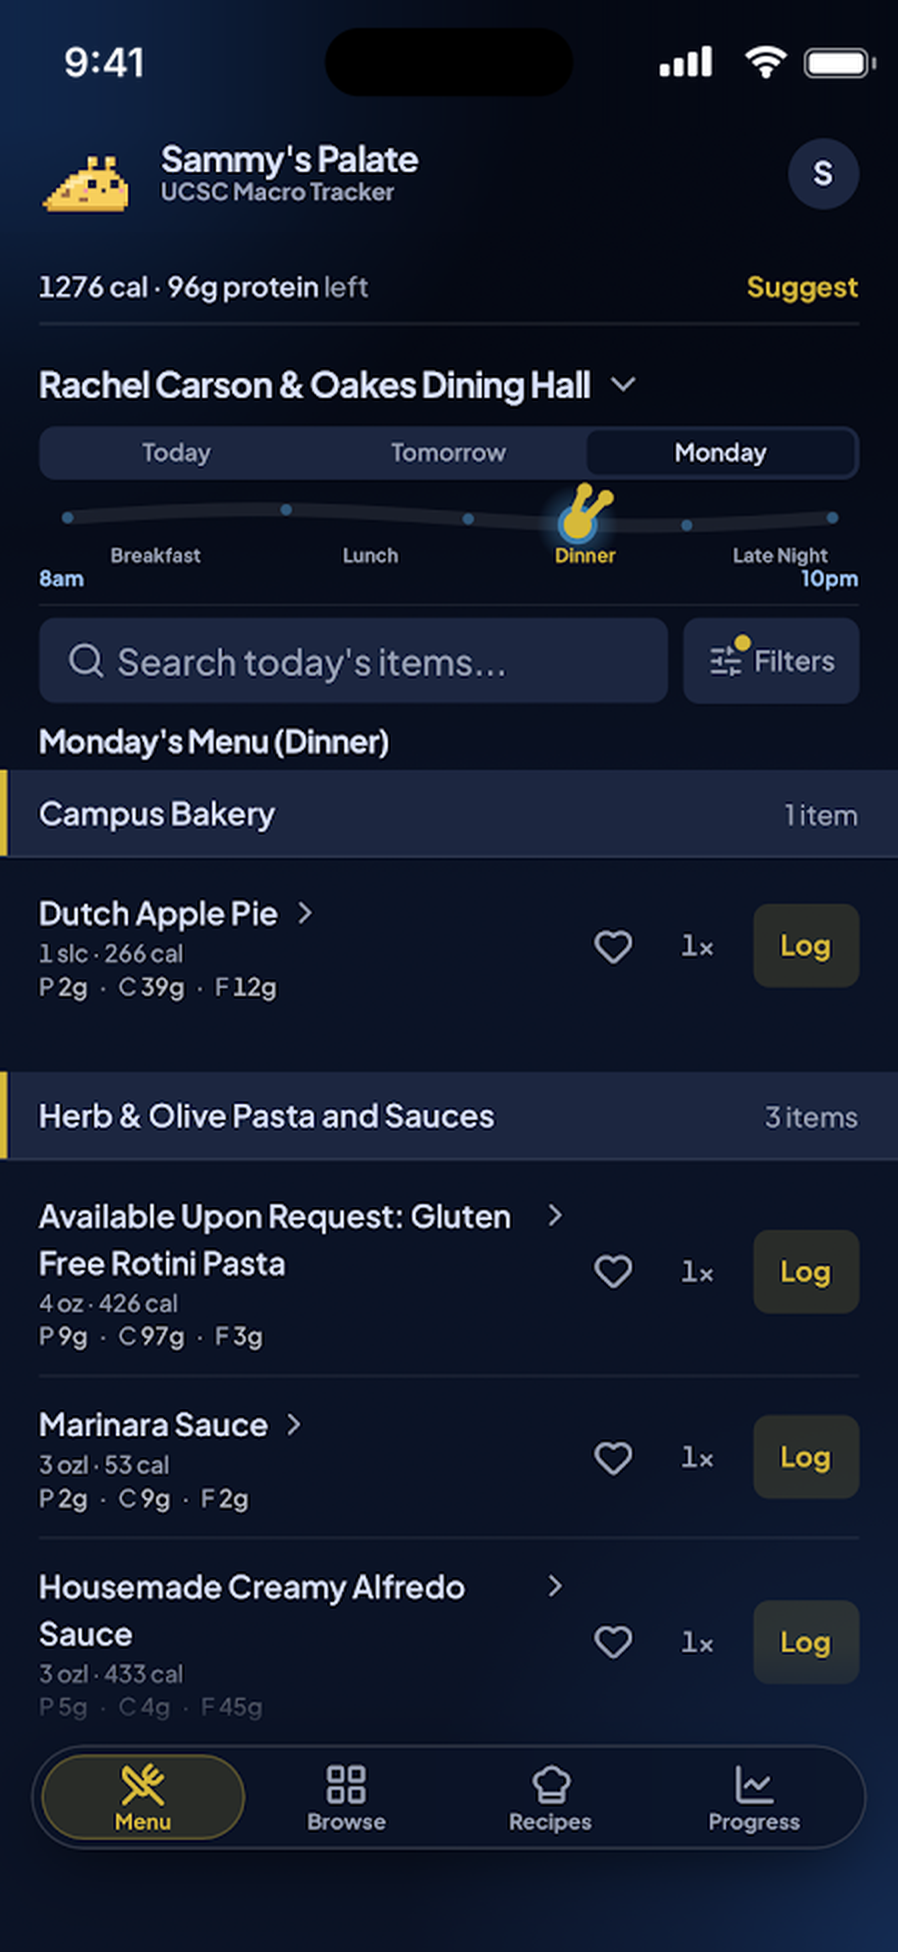 9:41
Sammy's Palate
UCSC Macro Tracker
S
1276 cal · 96g protein left
Suggest
Rachel Carson & Oakes Dining Hall
Today Tomorrow Monday
Breakfast Lunch Dinner Late Night
8am 10pm
Search today's items...
Filters
Monday's Menu (Dinner)
Campus Bakery 1 item
Dutch Apple Pie
1 slc · 266 cal
P 2g · C 39g · F 12g
1× Log
Herb & Olive Pasta and Sauces 3 items
Available Upon Request: Gluten
Free Rotini Pasta
4 oz · 426 cal
P 9g · C 97g · F 3g
1× Log
Marinara Sauce
3 ozl · 53 cal
P 2g · C 9g · F 2g
1× Log
Housemade Creamy Alfredo
Sauce
3 ozl · 433 cal
P 5g · C 4g · F 45g
1× Log
Menu Browse Recipes Progress